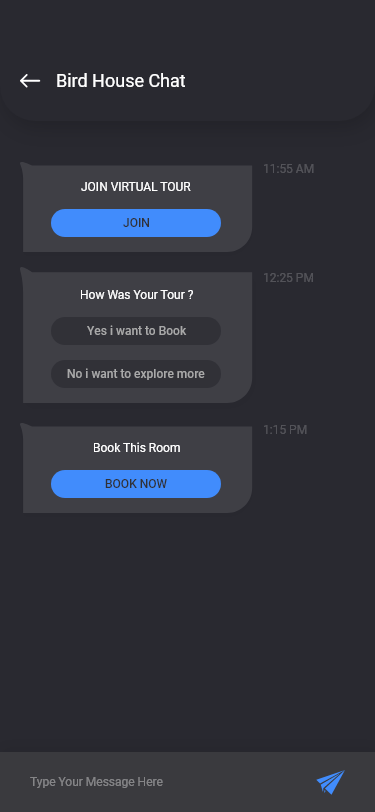 Bird House Chat
11:55 AM
JOIN VIRTUAL TOUR
JOIN
12:25 PM
How Was Your Tour ?
Yes i want to Book
No i want to explore more
1:15 PM
Book This Room
BOOK NOW
Type Your Message Here